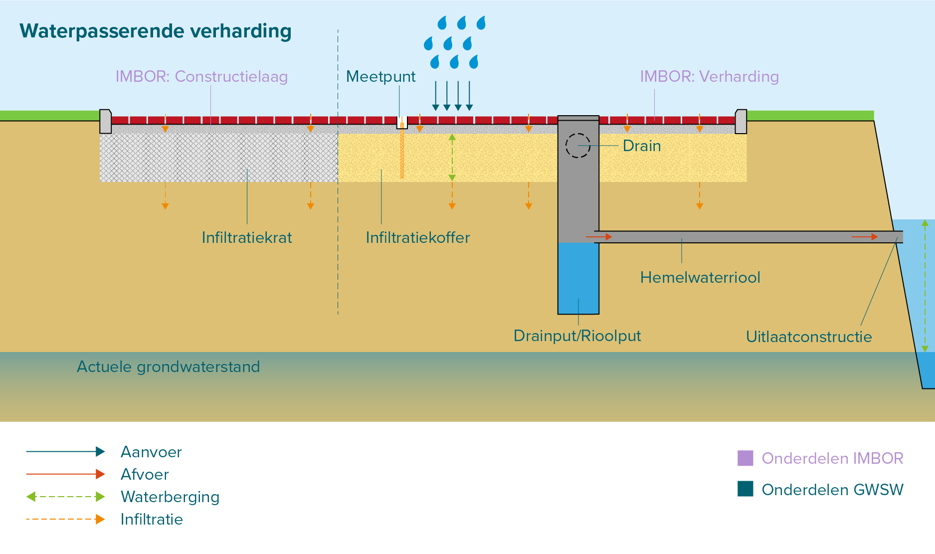 Waterpasserende verharding
IMBOR: Constructielaag
Meetpunt
IMBOR: Verharding
Drain
Infiltratiekrat
Infiltratiekoffer
Hemelwaterriool
Drainput/Rioolput
Uitlaatconstructie
Actuele grondwaterstand
Aanvoer
Afvoer
Waterberging
Infiltratie
Onderdelen IMBOR
Onderdelen GWSW